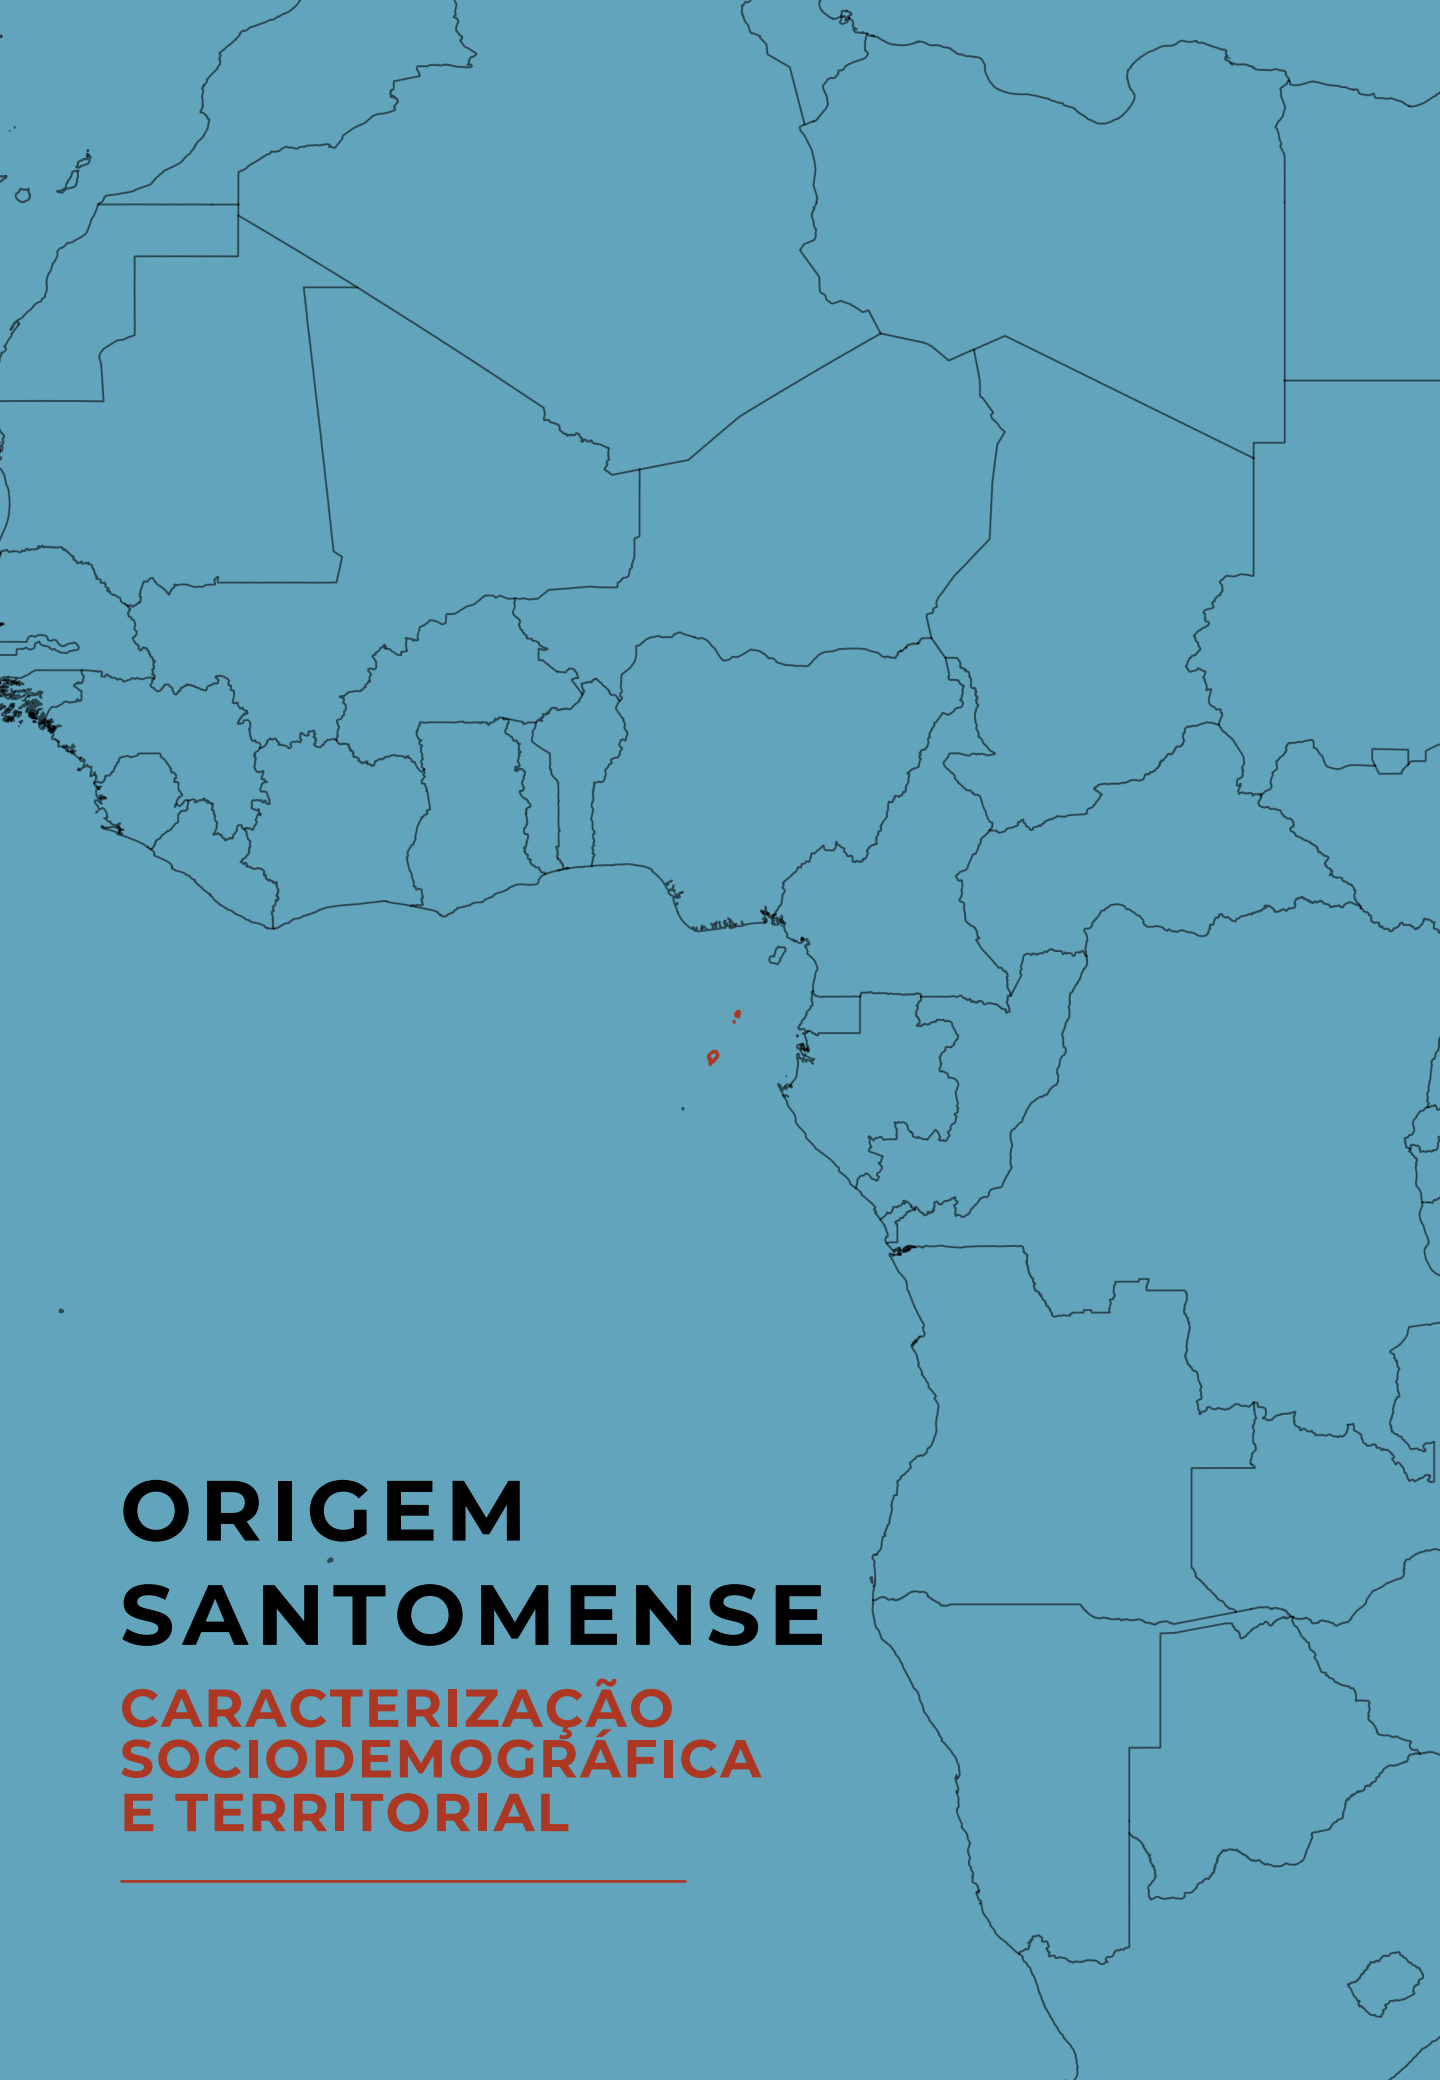 ORIGEM
SANTOMENSE
CARACTERIZAÇÃO
SOCIODEMOGRÁFICA
E TERRITORIAL